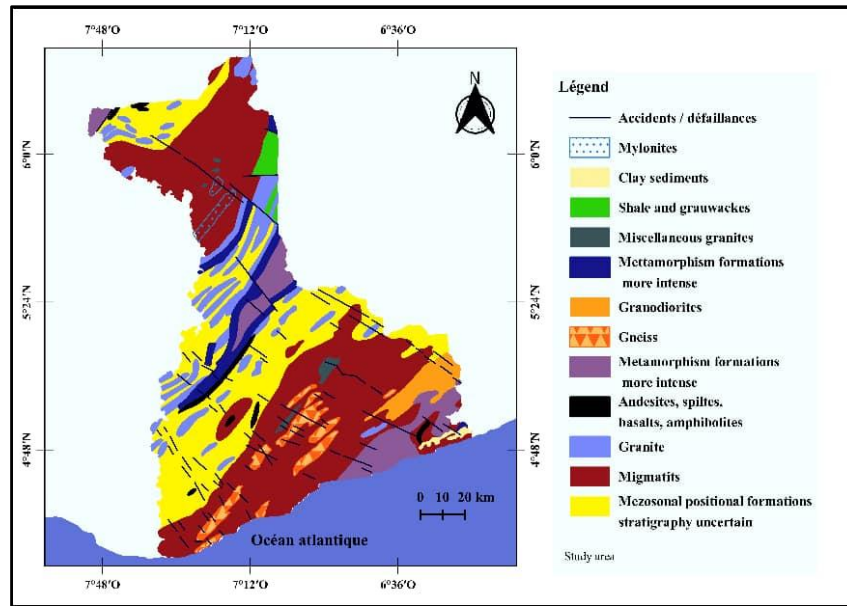 7°48'O 7°12'O 6°36'O
N
6°0'N
6°0'N
5°24'N
5°24'N
4°48'N
4°48'N
0 10 20 km
Océan atlantique
7°48'O 7°12'O 6°36'O
Légend
Accidents / défaillances
Mylonites
Clay sediments
Shale and grauwackes
Miscellaneous granites
Mettamorphism formations
more intense
Granodiorites
Gneiss
Metamorphism formations
more intense
Andesites, spiltes.
basalts, amphibolites
Granite
Migmatits
Mezosonal positional formations
stratigraphy uncertain
Study area